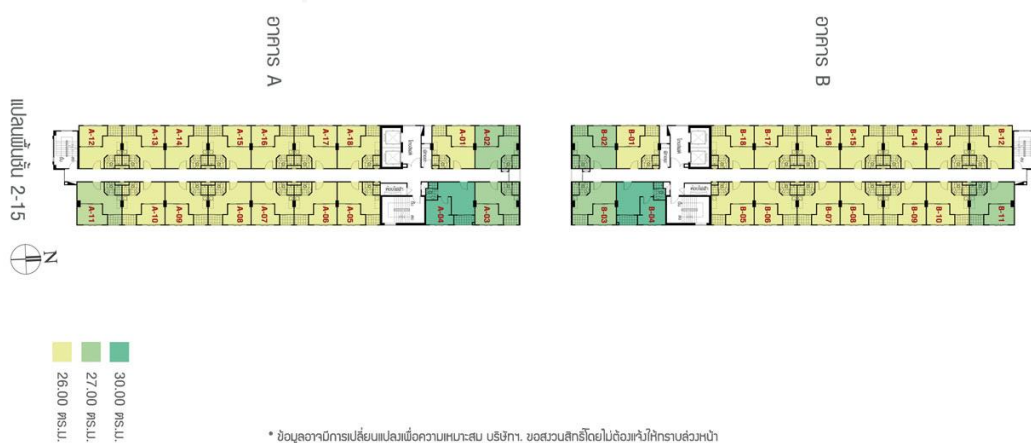 อาคาร A
อาคาร B
แปลนพื้นชั้น 2-15
N
A-12
A-13
A-14
A-15
A-16
A-17
A-18
A-01
A-02
A-11
A-10
A-09
A-08
A-07
A-06
A-05
A-04
A-03
B-02
B-01
B-18
B-17
B-16
B-15
B-14
B-13
B-12
B-03
B-04
B-05
B-06
B-07
B-08
B-09
B-10
B-11
30.00 ตร.ม.
27.00 ตร.ม.
26.00 ตร.ม.
* ข้อมูลอาจมีการเปลี่ยนแปลงเพื่อความเหมาะสม บริษัทฯ. ขอสงวนสิทธิ์โดยไม่ต้องแจ้งให้ทราบล่วงหน้า